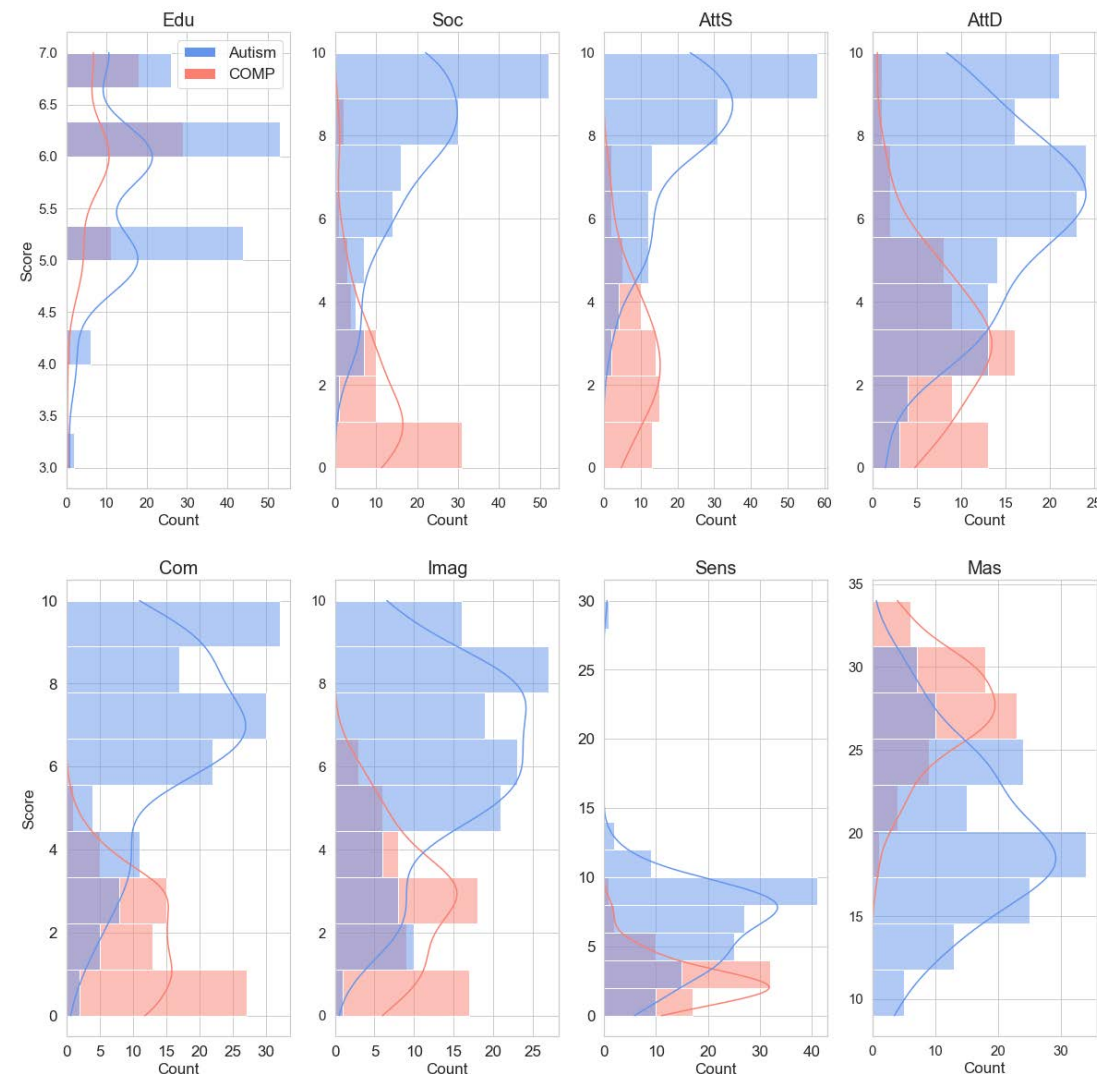 Edu
Soc
AttS
AttD
Autism
COMP
Score
7.0
6.5
6.0
5.5
5.0
4.5
4.0
3.5
3.0
0 10 20 30 40 50
Count
10
8
6
4
2
0
0 10 20 30 40 50
Count
10
8
6
4
2
0
0 10 20 30 40 50 60
Count
10
8
6
4
2
0
0 5 10 15 20 25
Count
Com
Imag
Sens
Mas
Score
10
8
6
4
2
0
0 5 10 15 20 25 30
Count
10
8
6
4
2
0
0 5 10 15 20 25
Count
30
25
20
15
10
5
0
0 10 20 30 40
Count
35
30
25
20
15
10
0 10 20 30
Count